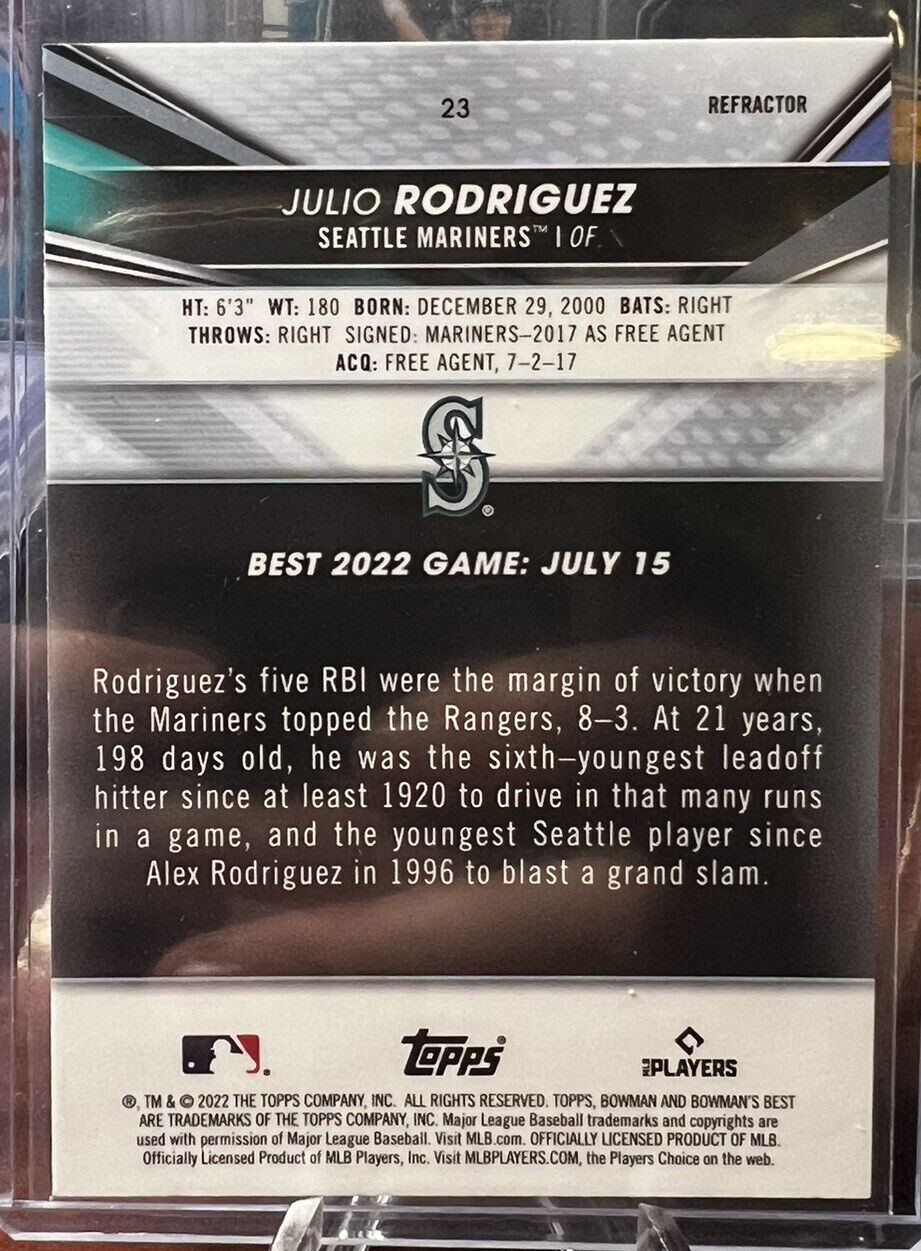 23
REFRACTOR
JULIO RODRIGUEZ
SEATTLE MARINERS™ | OF
HT: 6'3" WT: 180 BORN: DECEMBER 29, 2000 BATS: RIGHT
THROWS: RIGHT SIGNED: MARINERS–2017 AS FREE AGENT
ACQ: FREE AGENT, 7–2–17
S®
BEST 2022 GAME: JULY 15
Rodriguez's five RBI were the margin of victory when
the Mariners topped the Rangers, 8–3. At 21 years,
198 days old, he was the sixth–youngest leadoff
hitter since at least 1920 to drive in that many runs
in a game, and the youngest Seattle player since
Alex Rodriguez in 1996 to blast a grand slam.
Topps® MLB PLAYERS
®, TM & © 2022 THE TOPPS COMPANY, INC. ALL RIGHTS RESERVED. TOPPS, BOWMAN AND BOWMAN'S BEST
ARE TRADEMARKS OF THE TOPPS COMPANY, INC. Major League Baseball trademarks and copyrights are
used with permission of Major League Baseball. Visit MLB.com. OFFICIALLY LICENSED PRODUCT OF MLB.
Officially Licensed Product of MLB Players, Inc. Visit MLBPLAYERS.COM, the Players Choice on the web.